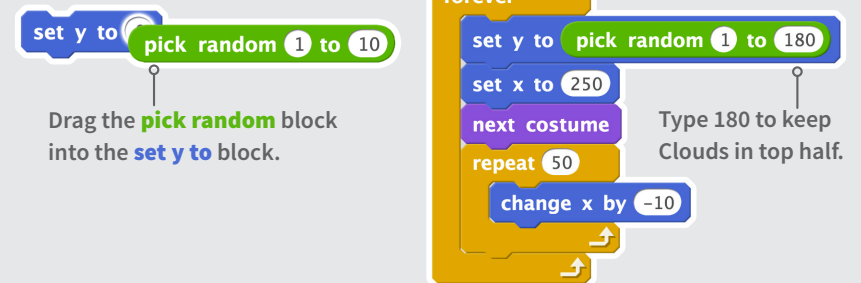 set y to
pick random 1 to 10
Drag the pick random block
into the set y to block.
forever
set y to pick random 1 to 180
set x to 250
next costume
repeat 50
change x by -10
Type 180 to keep
Clouds in top half.